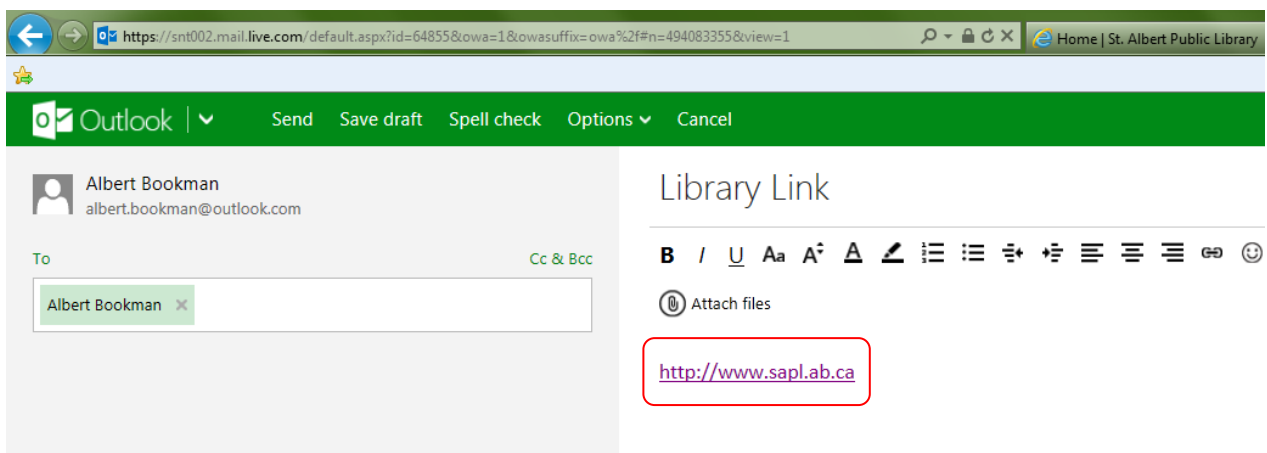 https://snt002.mail.live.com/default.aspx?id=64855&owa=1&owasuffix=owa%2f#n=494083355&view=1
Home | St. Albert Public Library
Outlook
Send Save draft Spell check Options Cancel
Albert Bookman
albert.bookman@outlook.com
To Cc & Bcc
Albert Bookman
Library Link
B I U Aa A A
Attach files
http://www.sapl.ab.ca